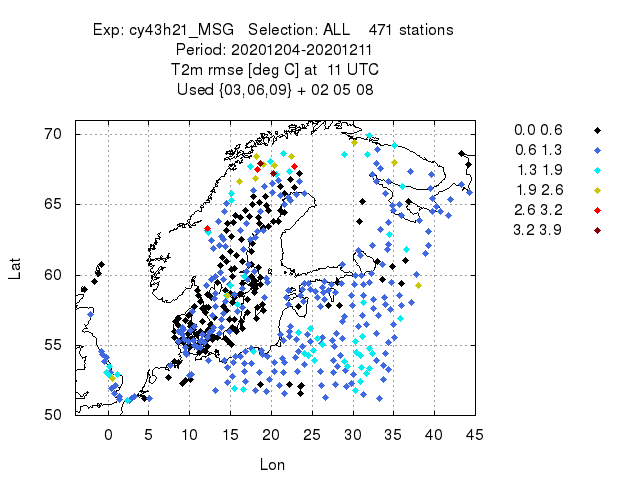 Exp: cy43h21_MSG   Selection: ALL    471 stations
Period: 20201204-20201211
T2m rmse [deg C] at  11 UTC
Used {03,06,09} + 02 05 08
70
65
60
55
50
Lat
0 5 10 15 20 25 30 35 40 45
Lon
0.0 0.6
0.6 1.3
1.3 1.9
1.9 2.6
2.6 3.2
3.2 3.9